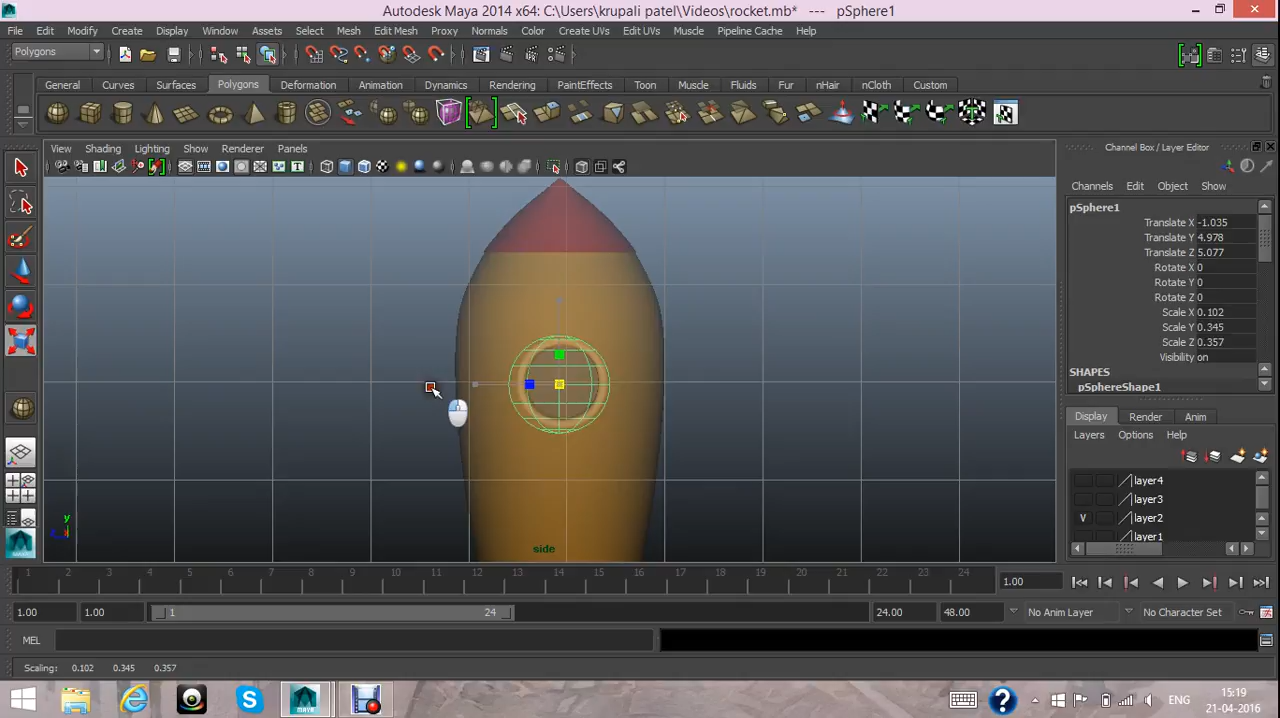 Autodesk Maya 2014 x64: C:\Users\krupali patel\Videos\rocket.mb* --- pSphere1
File Edit Modify Create Display Window Assets Select Mesh Edit Mesh Proxy Normals Color Create UVs Edit UVs Muscle Pipeline Cache Help
Polygons
General Curves Surfaces Polygons Deformation Animation Dynamics Rendering PaintEffects Toon Muscle Fluids Fur nHair nCloth Custom
View Shading Lighting Show Renderer Panels
Channel Box / Layer Editor
Channels Edit Object Show
pSphere1
Translate X -1.035
Translate Y 4.978
Translate Z 5.077
Rotate X 0
Rotate Y 0
Rotate Z 0
Scale X 0.102
Scale Y 0.345
Scale Z 0.357
Visibility on
SHAPES
pSphereShape1
Display Render Anim
Layers Options Help
layer4
layer3
V layer2
layer1
y
side
1 2 3 4 5 6 7 8 9 10 11 12 13 14 15 16 17 18 19 20 21 22 23 24
1.00
1.00 1.00 1 24 24.00 48.00 No Anim Layer No Character Set
MEL
Scaling: 0.102 0.345 0.357
MAYA
ENG
15:19
21-04-2016